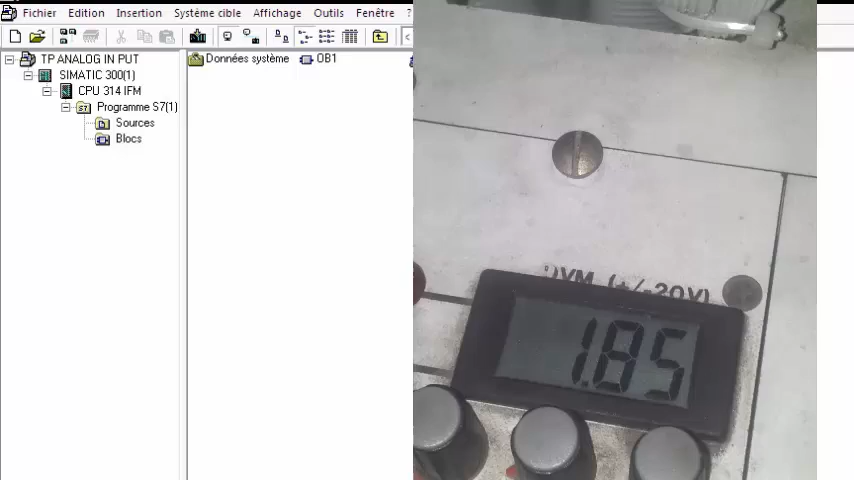 Fichier Edition Insertion Système cible Affichage Outils Fenêtre ?
TP ANALOG IN PUT
SIMATIC 300(1)
CPU 314 IFM
Programme S7(1)
Sources
Blocs
Données système
OB1
DVM (+/-20V)
1.85